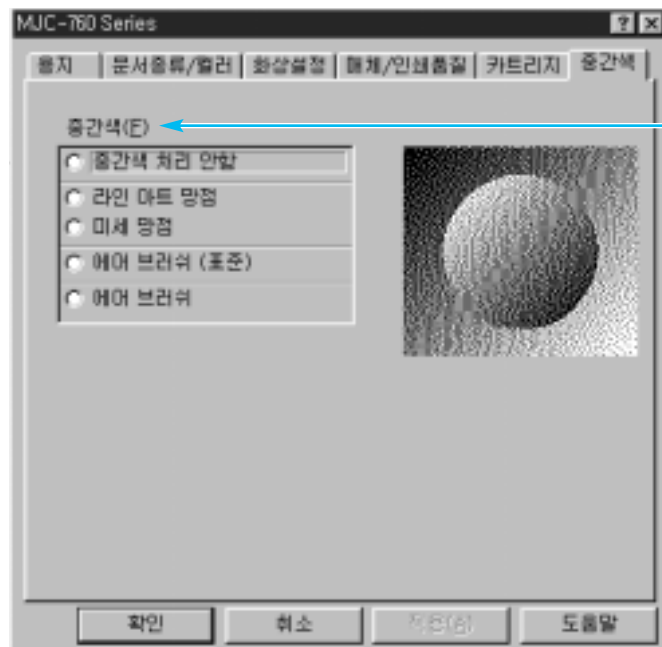 MJC-760 Series
용지 문서종류/컬러 화상설정 매체/인쇄품질 카트리지 중간색
중간색(F)
중간색 처리 안함
라인 아트 망점
미세 망점
에어 브러쉬 (표준)
에어 브러쉬
확인 취소 적용(A) 도움말